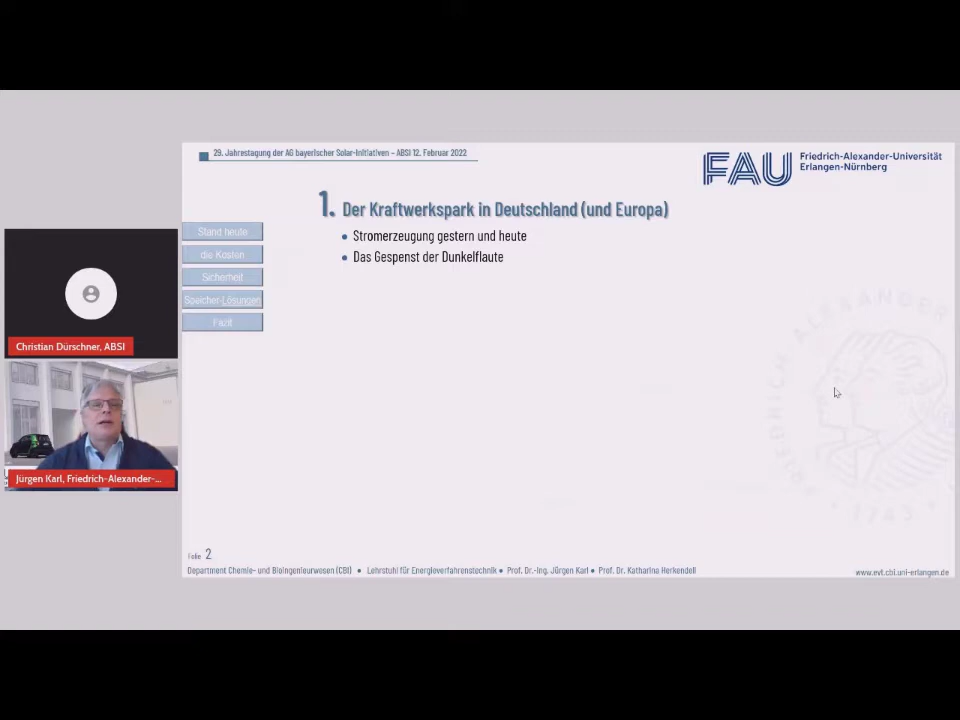 29. Jahrestagung der AG bayerischer Solar-Initiativen – ABSI 12. Februar 2022
FAU Friedrich-Alexander-Universität
Erlangen-Nürnberg
1. Der Kraftwerkspark in Deutschland (und Europa)
• Stromerzeugung gestern und heute
• Das Gespenst der Dunkelflaute
Stand heute
die Kosten
Sicherheit
Speicher-Lösungen
Fazit
Christian Dürschner, ABSI
Jürgen Karl, Friedrich-Alexander-...
Folie 2
Department Chemie- und Bioingenieurwesen (CBI) • Lehrstuhl für Energieverfahrenstechnik • Prof. Dr.-Ing. Jürgen Karl • Prof. Dr. Katharina Herkendell
www.evt.cbi.uni-erlangen.de
1743